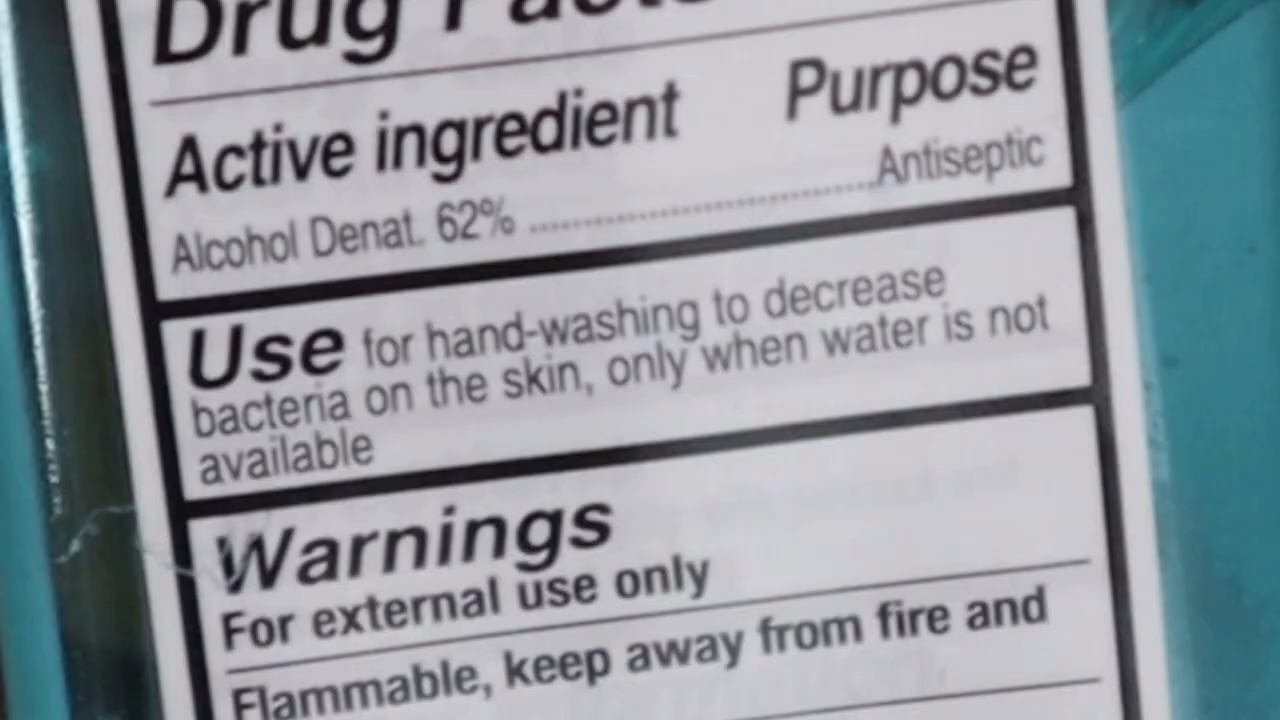 Drug Facts
Active ingredient Purpose
Alcohol Denat. 62% ........................................Antiseptic
Use for hand-washing to decrease
bacteria on the skin, only when water is not
available
Warnings
For external use only
Flammable, keep away from fire and